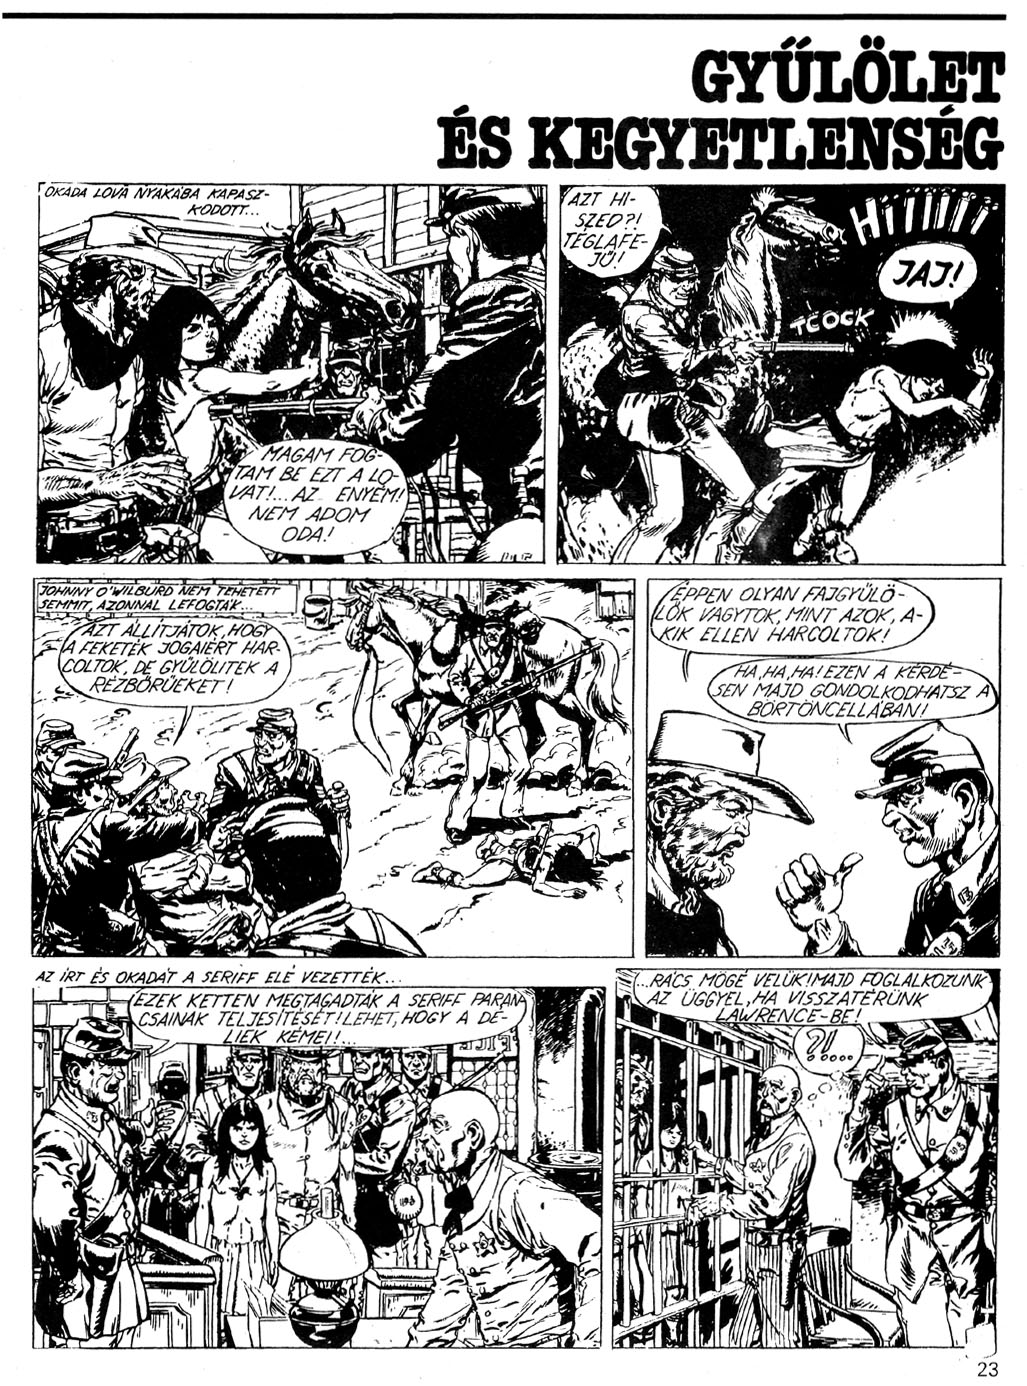 GYŰLÖLET
ÉS KEGYETLENSÉG
OKADA LOVA NYAKÁBA KAPASZ-
KODOTT...
MAGAM FOG-
TAM BE EZT A LO-
VAT!... AZ ENYÉM!
NEM ADOM
ODA!
AZT HI-
SZED?!
TÉGLAFE-
JŰ!
HÍÍÍÍÍÍ
JAJ!
TCOCK
JOHNNY O'WILBURD NEM TEHETETT
SEMMIT, AZONNAL LEFOGTÁK...
AZT ÁLLÍTJÁTOK, HOGY
A FEKETÉK JOGAIÉRT HAR-
COLTOK, DE GYŰLÖLITEK A
RÉZBŐRŰEKET!
ÉPPEN OLYAN FAJGYŰLÖ-
LŐK VAGYTOK, MINT AZOK, A-
KIK ELLEN HARCOLTOK!
HA, HA, HA! EZEN A KÉRDÉ-
SEN MAJD GONDOLKODHATSZ A
BÖRTÖNCELLÁBAN!
AZ ÍRT ÉS OKADÁT A SERIFF ELÉ VEZETTÉK...
EZEK KETTEN MEGTAGADTÁK A SERIFF PARAN-
CSAINAK TELJESÍTÉSÉT! LEHET, HOGY A DÉ-
LIEK KÉMEI!...
...RÁCS MÖGÉ VELÜK! MAJD FOGLALKOZUNK
AZ ÜGGYEL, HA VISSZATÉRÜNK
LAWRENCE-BE!
?!.....
23